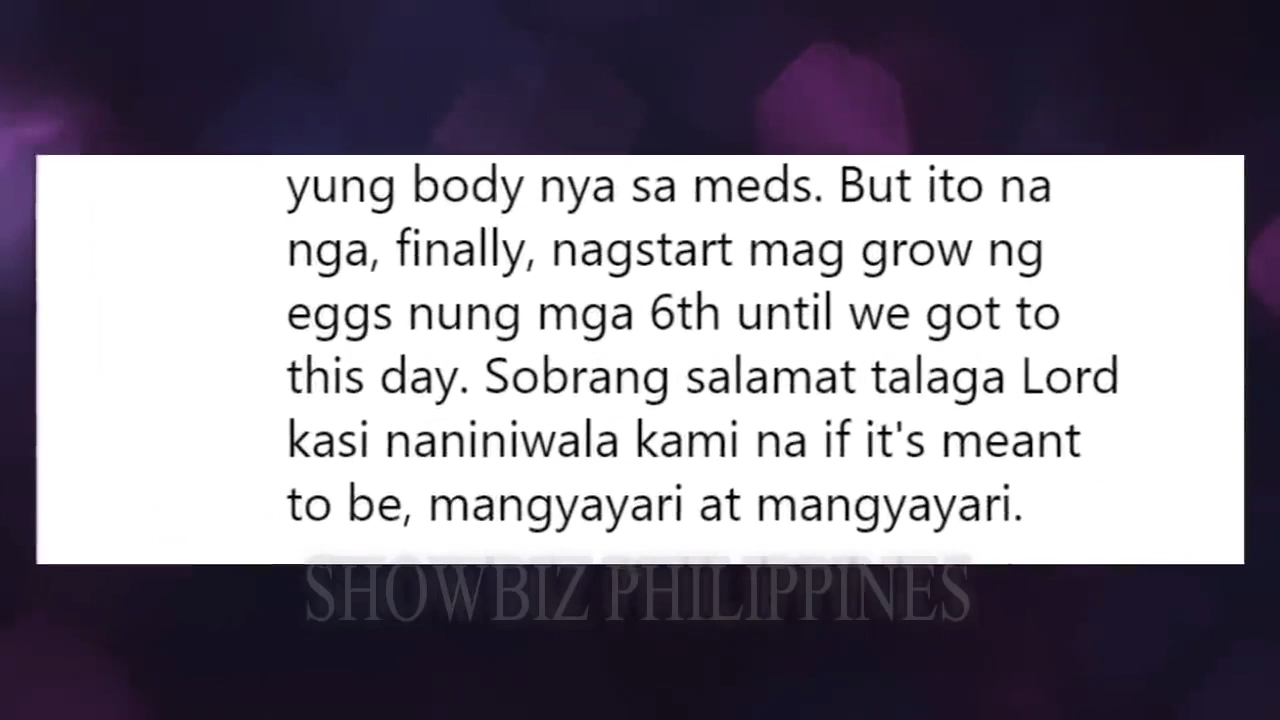 yung body nya sa meds. But ito na
nga, finally, nagstart mag grow ng
eggs nung mga 6th until we got to
this day. Sobrang salamat talaga Lord
kasi naniniwala kami na if it's meant
to be, mangyayari at mangyayari.
SHOWBIZ PHILIPPINES